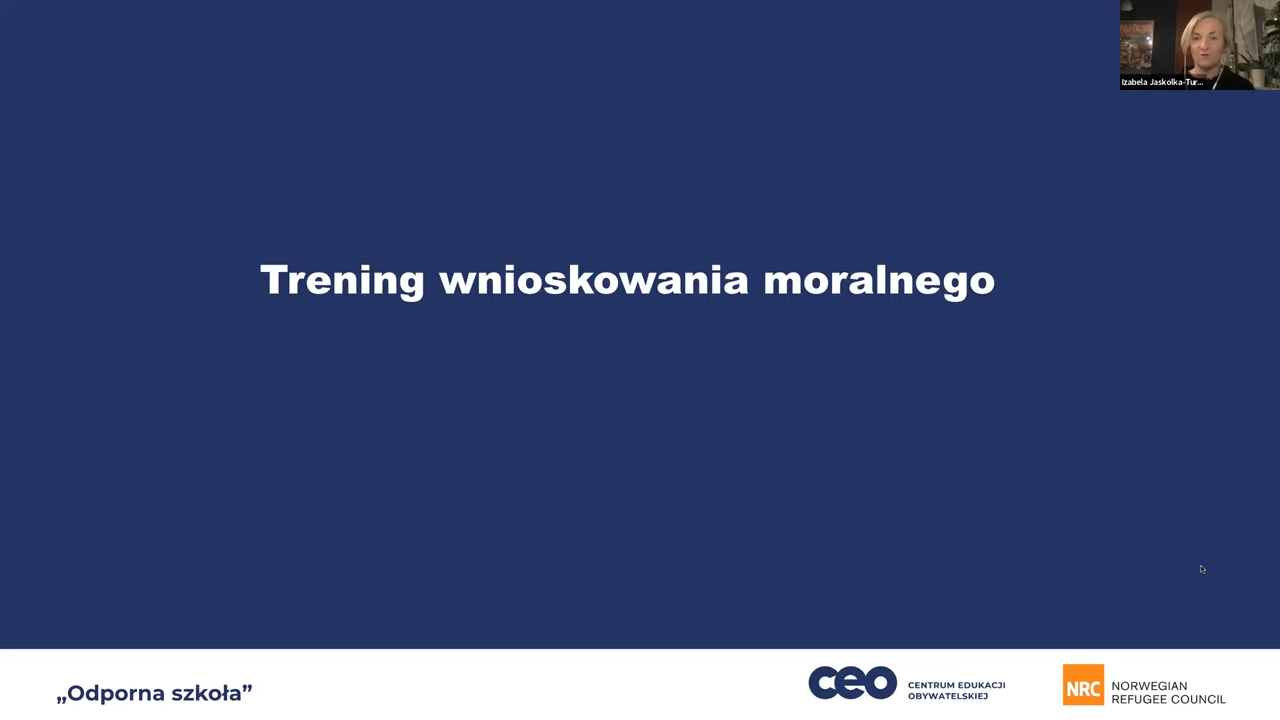 Izabela Jaskolka-Tur...
Trening wnioskowania moralnego
„Odporna szkoła”
ceo
CENTRUM EDUKACJI
OBYWATELSKIEJ
NRC
NORWEGIAN
REFUGEE COUNCIL